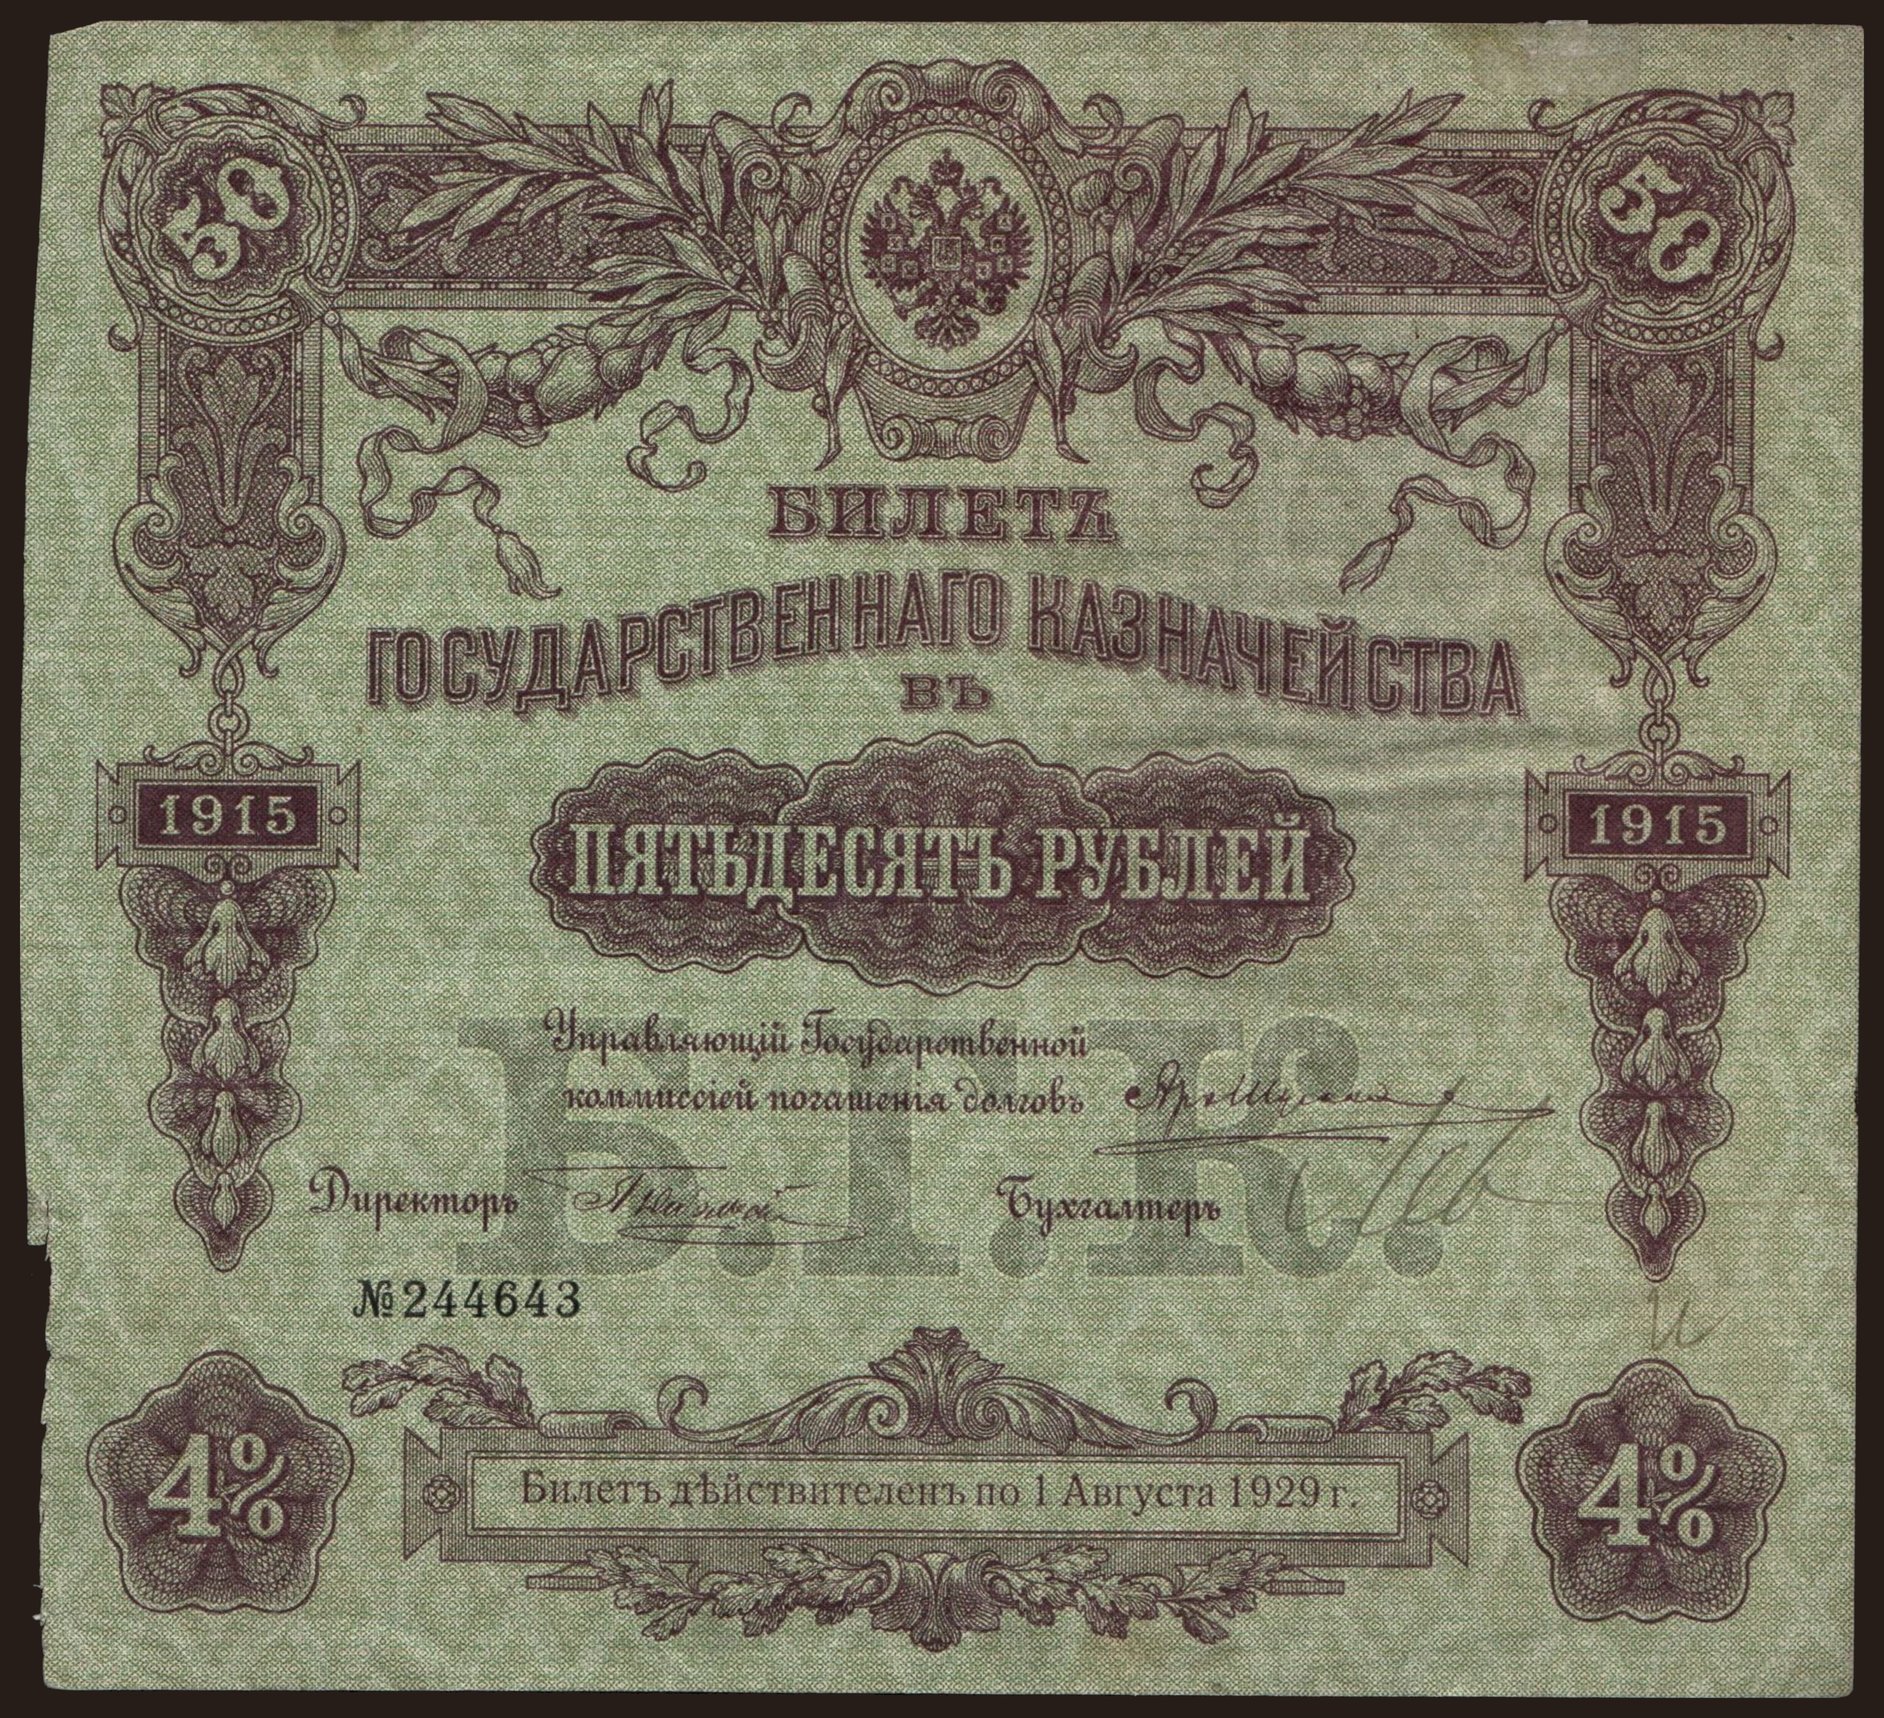 50 50
БИЛЕТЪ
ГОСУДАРСТВЕННАГО КАЗНАЧЕЙСТВА
ВЪ
1915 1915
ПЯТЬДЕСЯТЪ РУБЛЕЙ
Управляющій Государственной
коммиссіей погашенія долговъ
Б.Г.К.
Директоръ Бухгалтеръ
№244643
4% 4%
Билетъ дѣйствителенъ по 1 Августа 1929 г.